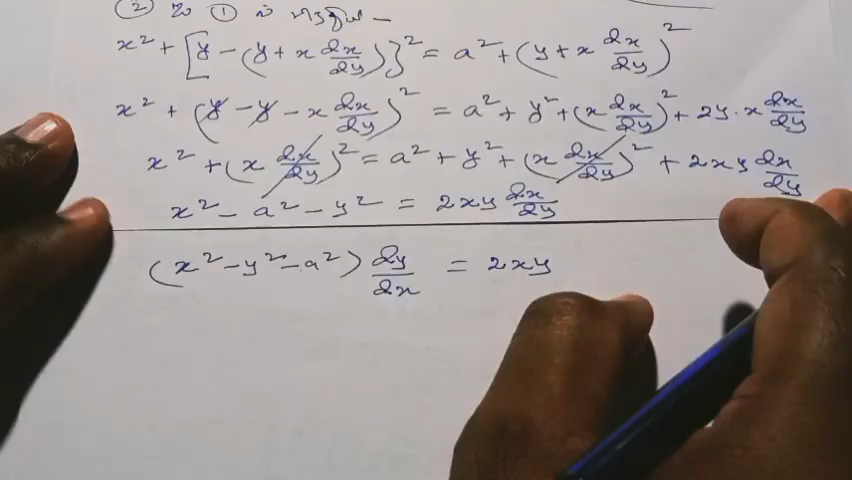 ② ①
x² + [y - (y + x dx/dy)}² = a² + (y + x dx/dy)²
x² + (y - y - x dx/dy)² = a² + y² + (x dx/dy)² + 2y.x dx/dy
x² + (x dx/dy)² = a² + y² + (x dx/dy)² + 2xy dx/dy
x² - a² - y² = 2xy dx/dy
(x² - y² - a²) dy/dx = 2xy